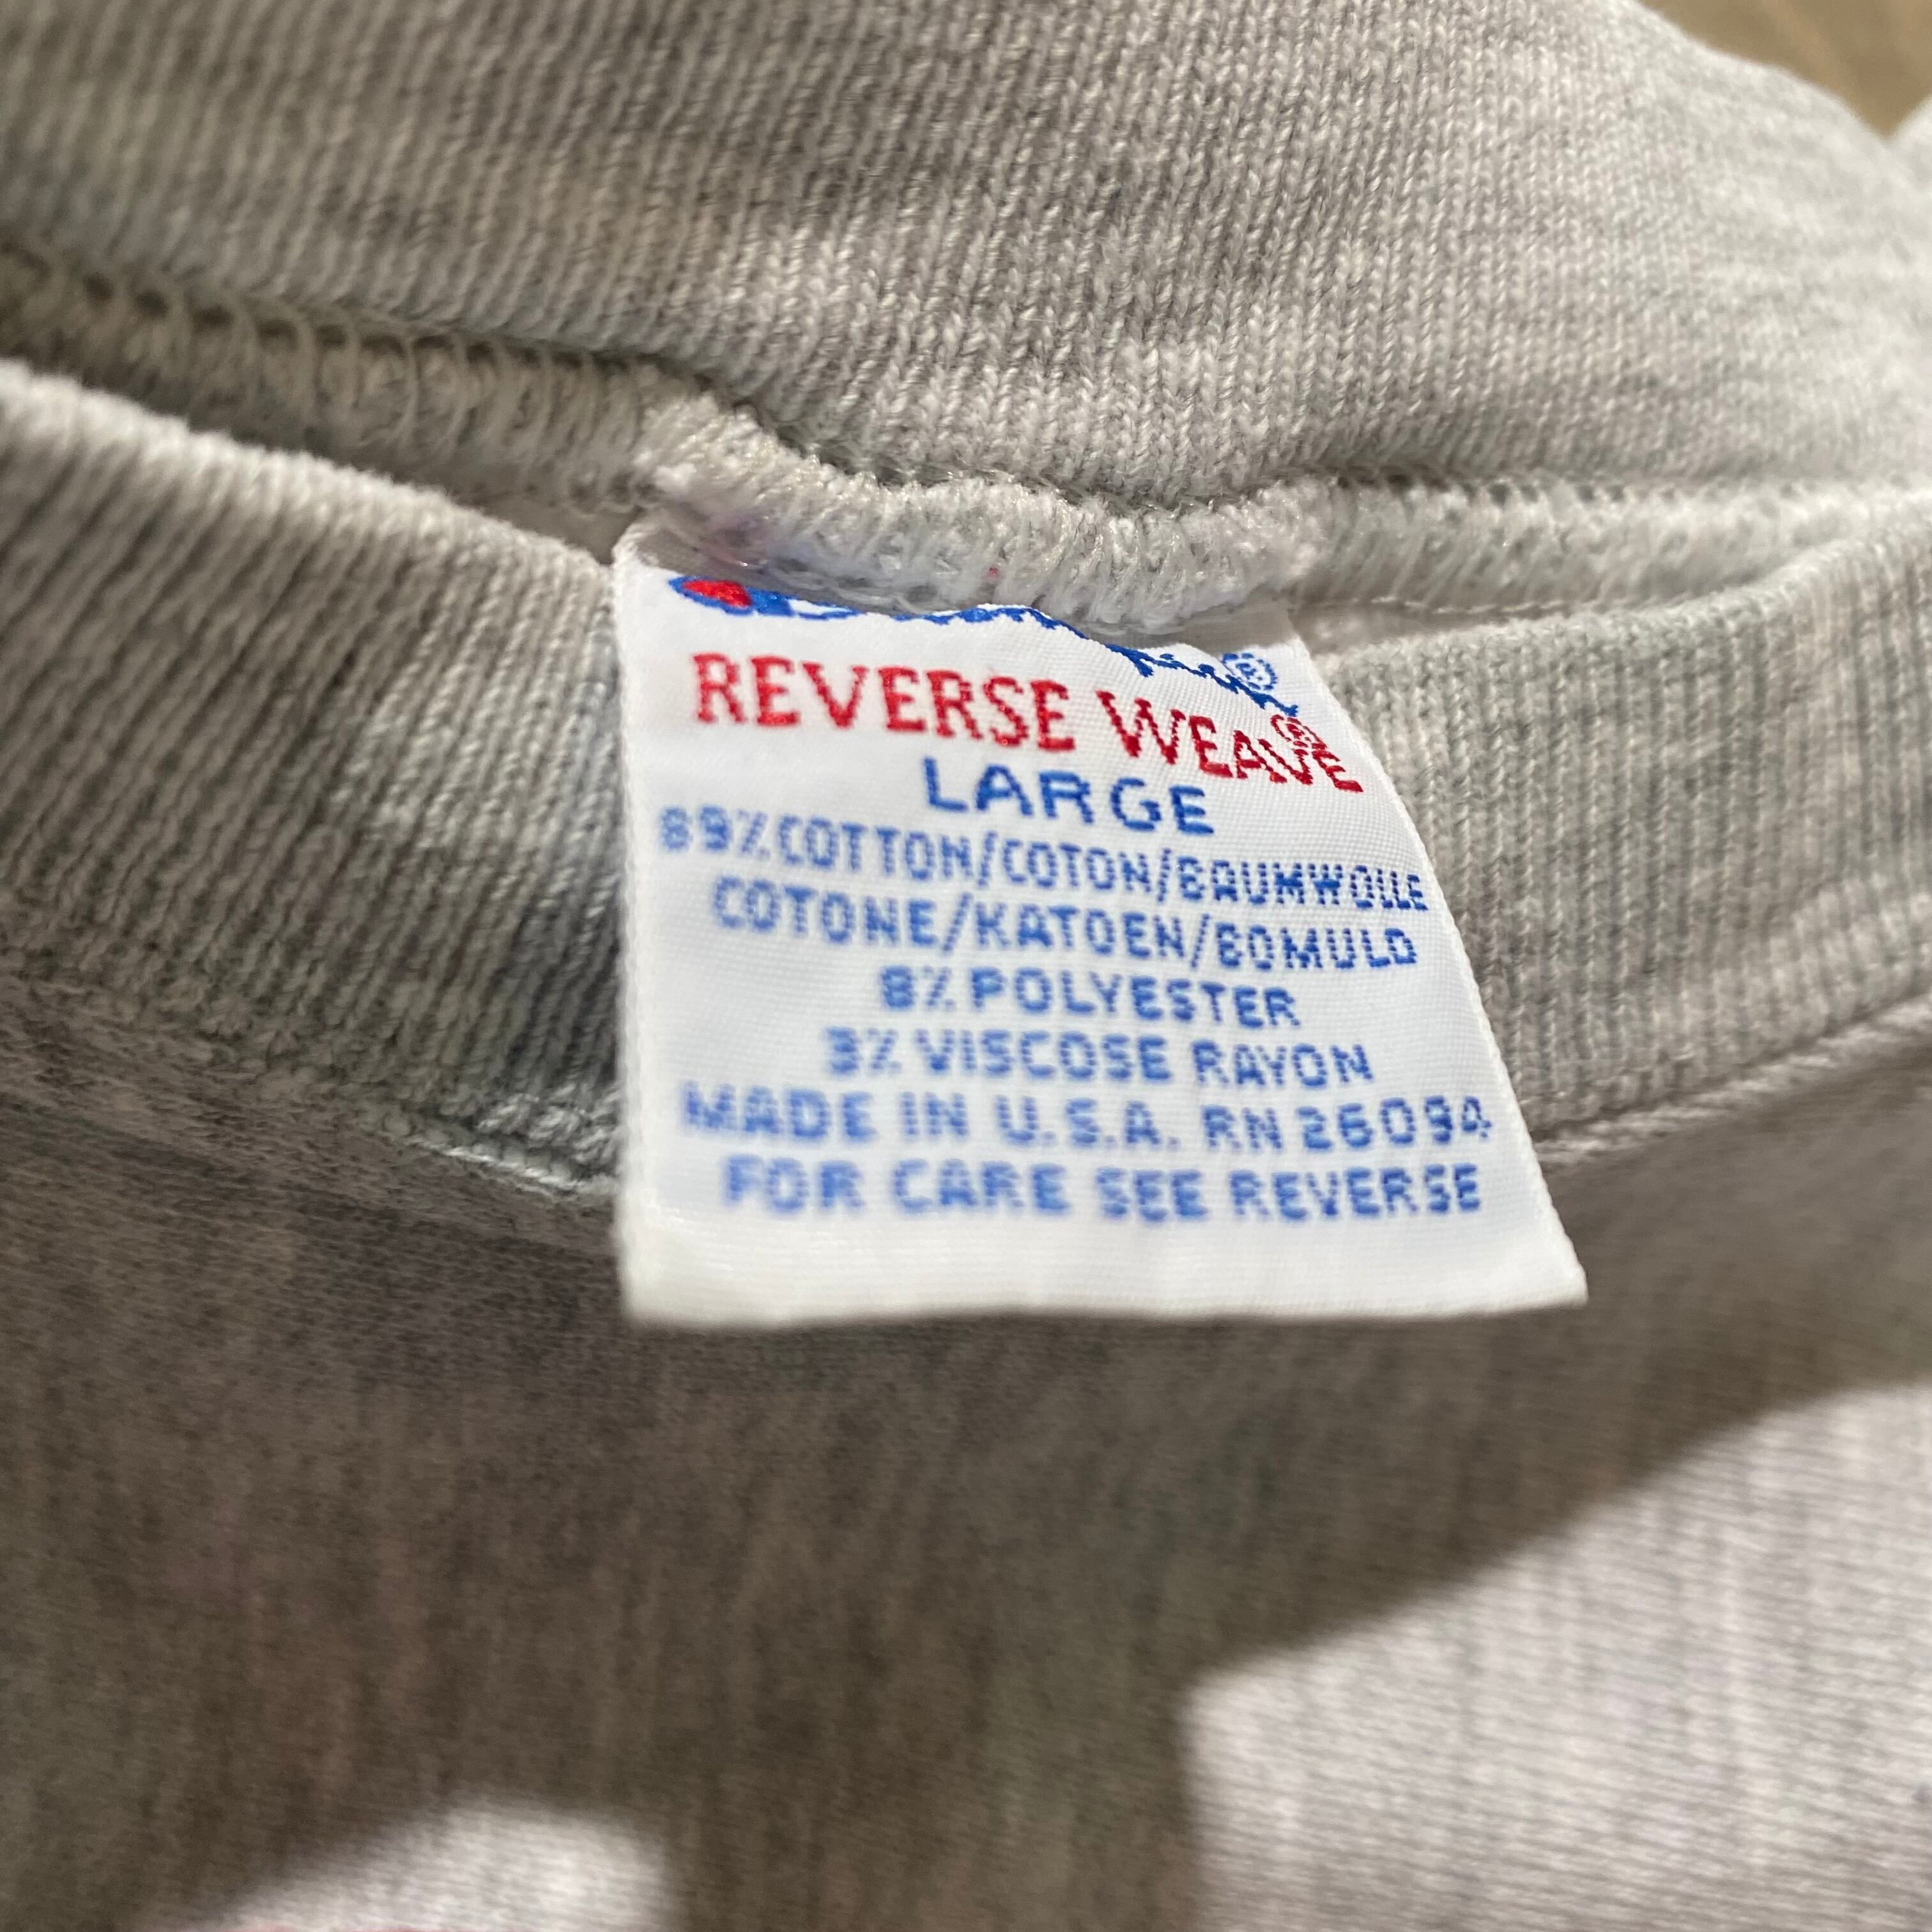 REVERSE WEAVE®
LARGE
89% COTTON/COTON/BAUMWOLLE
COTONE/KATOEN/BOMULD
8% POLYESTER
3% VISCOSE RAYON
MADE IN U.S.A. RN 26094
FOR CARE SEE REVERSE